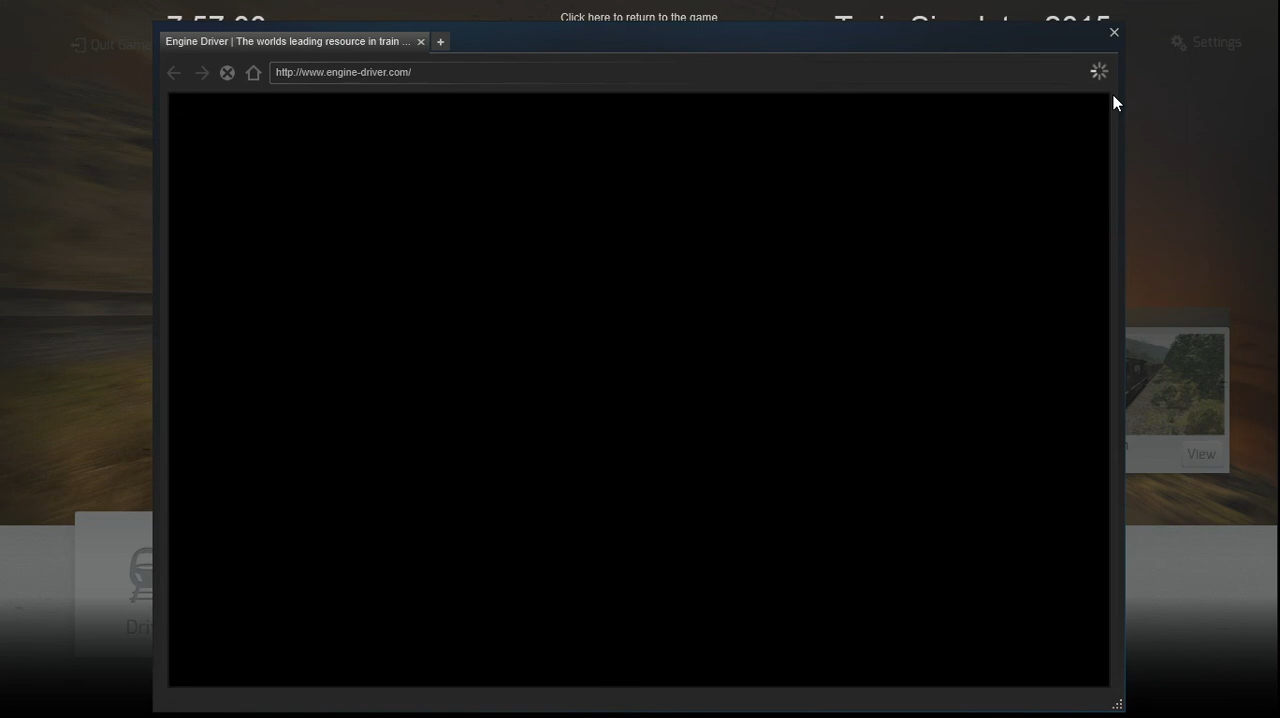 Click here to return to the game
Quit Game
Settings
Engine Driver | The worlds leading resource in train ...
http://www.engine-driver.com/
View